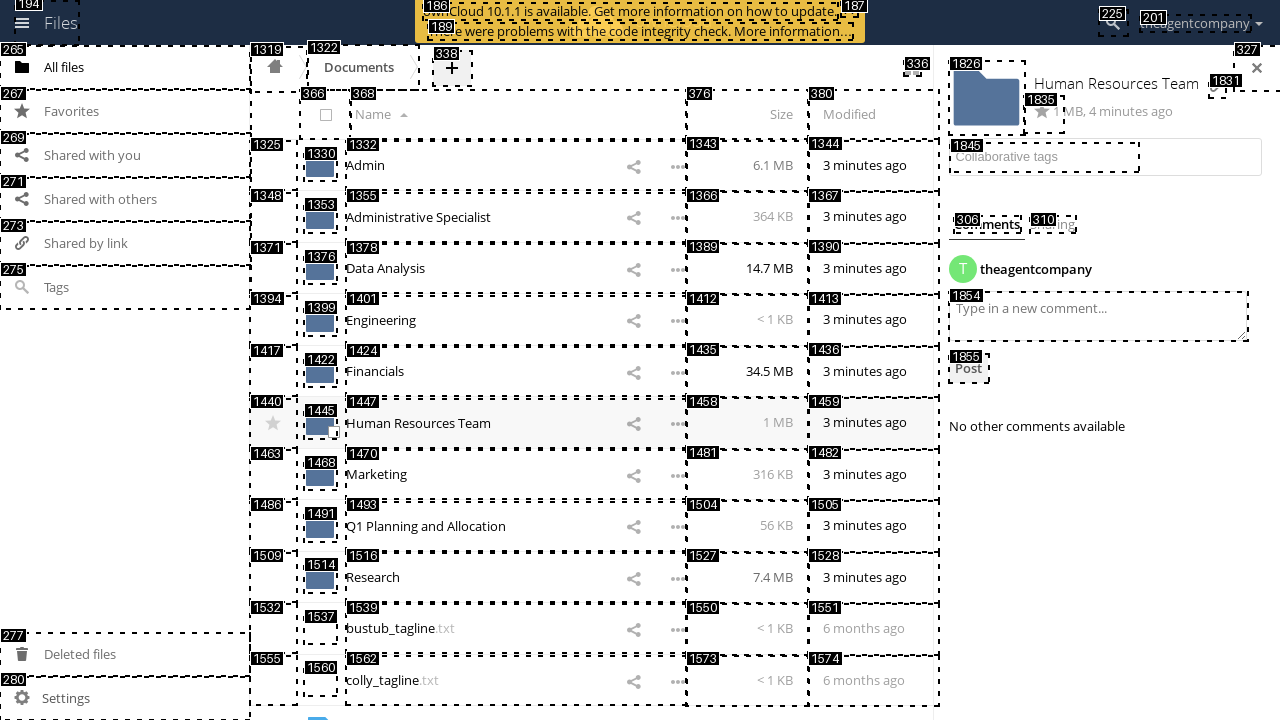 194
Files
186
ownCloud 10.1.1 is available. Get more information on how to update.
187
189
There were problems with the code integrity check. More information…
225
201
theagentcompany
265
All files
267
Favorites
269
Shared with you
271
Shared with others
273
Shared by link
275
Tags
277
Deleted files
280
Settings
1319
1322
Documents
338
+
336
366
368
Name
376
Size
380
Modified
1325
1330
1332
Admin
1343
6.1 MB
1344
3 minutes ago
1348
1353
1355
Administrative Specialist
1366
364 KB
1367
3 minutes ago
1371
1376
1378
Data Analysis
1389
14.7 MB
1390
3 minutes ago
1394
1399
1401
Engineering
1412
< 1 KB
1413
3 minutes ago
1417
1422
1424
Financials
1435
34.5 MB
1436
3 minutes ago
1440
1445
1447
Human Resources Team
1458
1 MB
1459
3 minutes ago
1463
1468
1470
Marketing
1481
316 KB
1482
3 minutes ago
1486
1491
1493
Q1 Planning and Allocation
1504
56 KB
1505
3 minutes ago
1509
1514
1516
Research
1527
7.4 MB
1528
3 minutes ago
1532
1537
1539
bustub_tagline.txt
1550
< 1 KB
1551
6 months ago
1555
1560
1562
colly_tagline.txt
1573
< 1 KB
1574
6 months ago
327
1826
Human Resources Team
1831
1835
1 MB, 4 minutes ago
1845
Collaborative tags
306
Comments
310
Sharing
T
theagentcompany
1854
Type in a new comment...
1855
Post
No other comments available